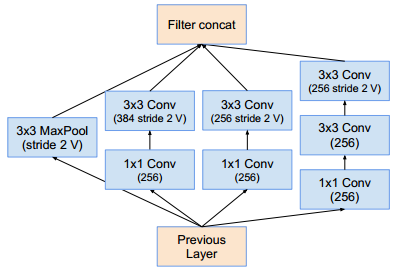 Filter concat
3x3 MaxPool
(stride 2 V)
3x3 Conv
(384 stride 2 V)
1x1 Conv
(256)
3x3 Conv
(256 stride 2 V)
1x1 Conv
(256)
3x3 Conv
(256 stride 2 V)
3x3 Conv
(256)
1x1 Conv
(256)
Previous
Layer